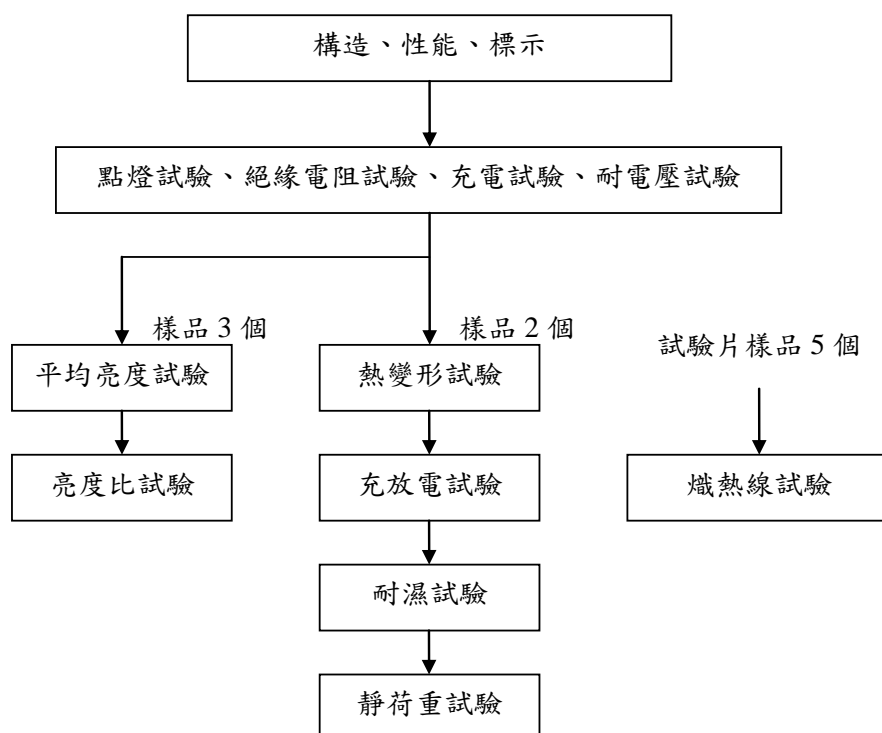 構造、性能、標示
點燈試驗、絕緣電阻試驗、充電試驗、耐電壓試驗
樣品 3 個
樣品 2 個
試驗片樣品 5 個
平均亮度試驗
熱變形試驗
亮度比試驗
充放電試驗
熾熱線試驗
耐濕試驗
靜荷重試驗